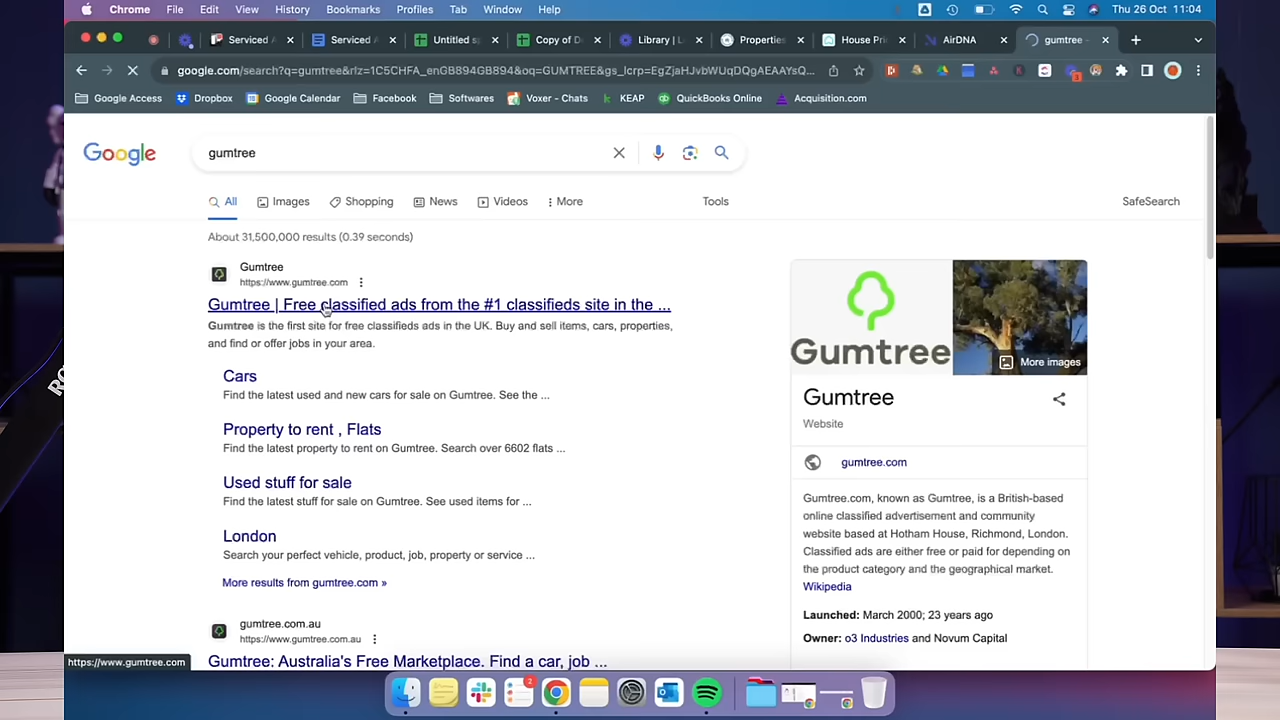 Chrome File Edit View History Bookmarks Profiles Tab Window Help Thu 26 Oct 11:04
Serviced A Serviced A Untitled sp Copy of D Library | L Properties House Pri AirDNA gumtree -
google.com/search?q=gumtree&rlz=1C5CHFA_enGB894GB894&oq=GUMTREE&gs_lcrp=EgZjaHJvbWUqDQgAEAAYsQ...
Google Access Dropbox Google Calendar Facebook Softwares Voxer - Chats KEAP QuickBooks Online Acquisition.com
Google
gumtree
All Images Shopping News Videos More Tools SafeSearch
About 31,500,000 results (0.39 seconds)
Gumtree
https://www.gumtree.com
Gumtree | Free classified ads from the #1 classifieds site in the ...
Gumtree is the first site for free classifieds ads in the UK. Buy and sell items, cars, properties,
and find or offer jobs in your area.
Cars
Find the latest used and new cars for sale on Gumtree. See the ...
Property to rent , Flats
Find the latest property to rent on Gumtree. Search over 6602 flats ...
Used stuff for sale
Find the latest stuff for sale on Gumtree. See used items for ...
London
Search your perfect vehicle, product, job, property or service ...
More results from gumtree.com »
gumtree.com.au
https://www.gumtree.com.au
Gumtree: Australia's Free Marketplace. Find a car, job ...
Gumtree
More images
Gumtree
Website
gumtree.com
Gumtree.com, known as Gumtree, is a British-based
online classified advertisement and community
website based at Hotham House, Richmond, London.
Classified ads are either free or paid for depending on
the product category and the geographical market.
Wikipedia
Launched: March 2000; 23 years ago
Owner: o3 Industries and Novum Capital
https://www.gumtree.com
2